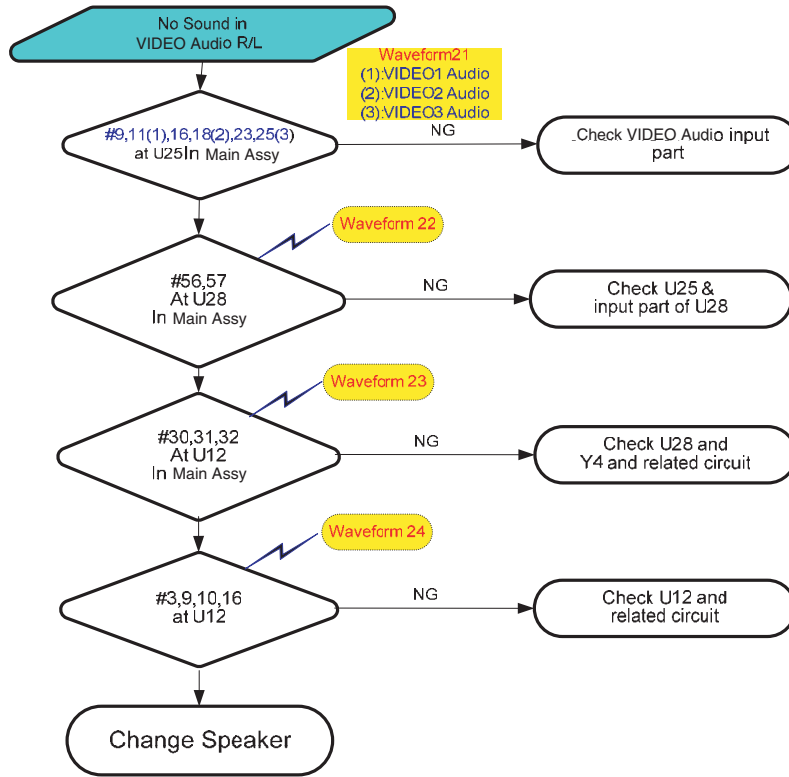 No Sound in
VIDEO Audio R/L
Waveform21
(1):VIDEO1 Audio
(2):VIDEO2 Audio
(3):VIDEO3 Audio
#9,11(1),16,18(2),23,25(3)
at U25In Main Assy
NG
Check VIDEO Audio input
part
Waveform 22
#56,57
At U28
In Main Assy
NG
Check U25 &
input part of U28
Waveform 23
#30,31,32
At U12
In Main Assy
NG
Check U28 and
Y4 and related circuit
Waveform 24
#3,9,10,16
at U12
NG
Check U12 and
related circuit
Change Speaker